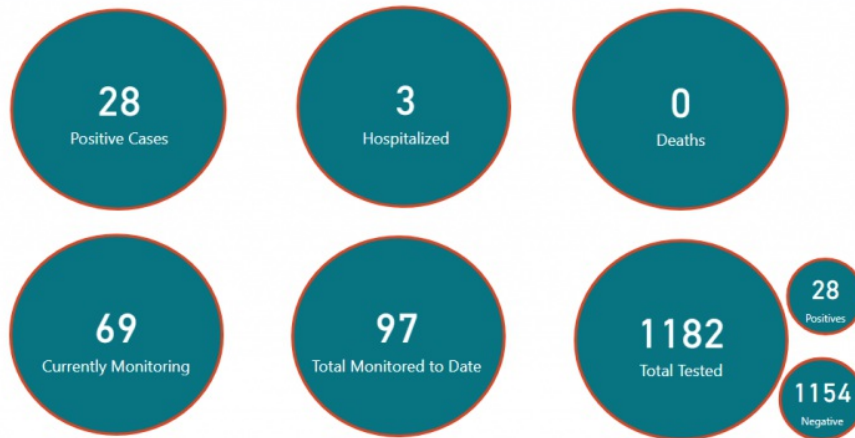 28
Positive Cases
3
Hospitalized
0
Deaths
69
Currently Monitoring
97
Total Monitored to Date
1182
Total Tested
28
Positives
1154
Negative